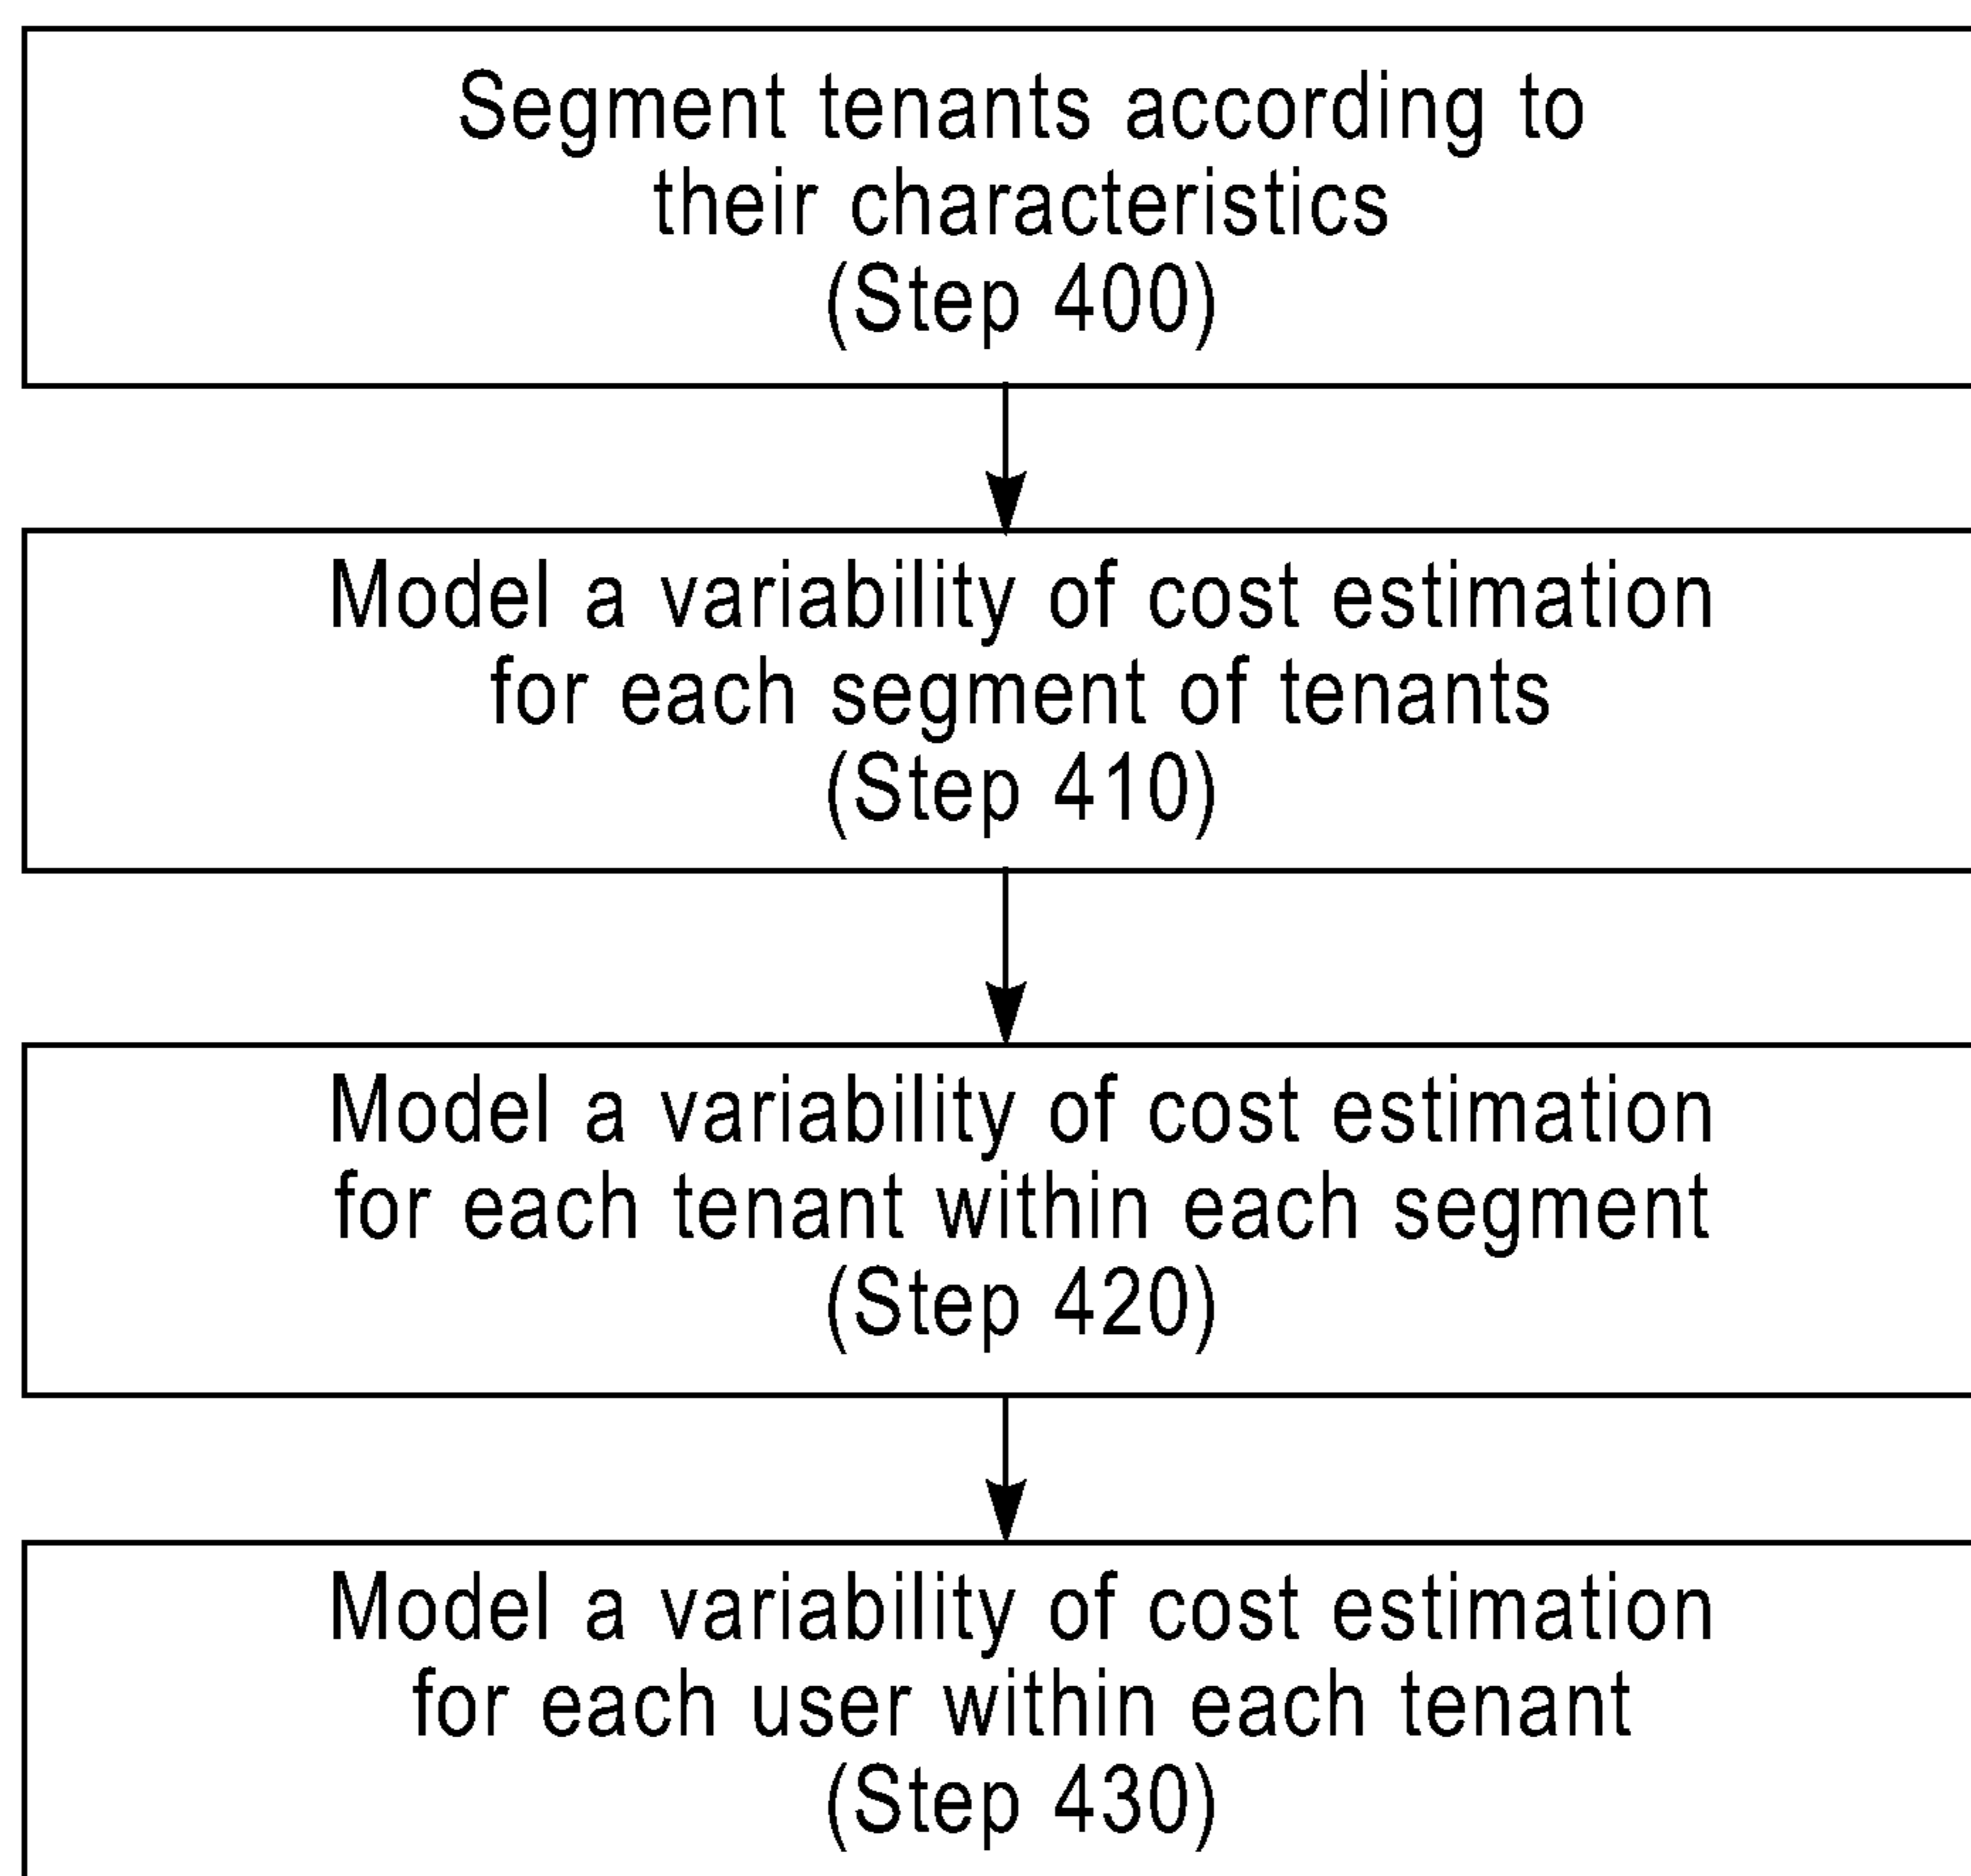 Segment tenants according to
their characteristics
(Step 400)
Model a variability of cost estimation
for each segment of tenants
(Step 410)
Model a variability of cost estimation
for each tenant within each segment
(Step 420)
Model a variability of cost estimation
for each user within each tenant
(Step 430)